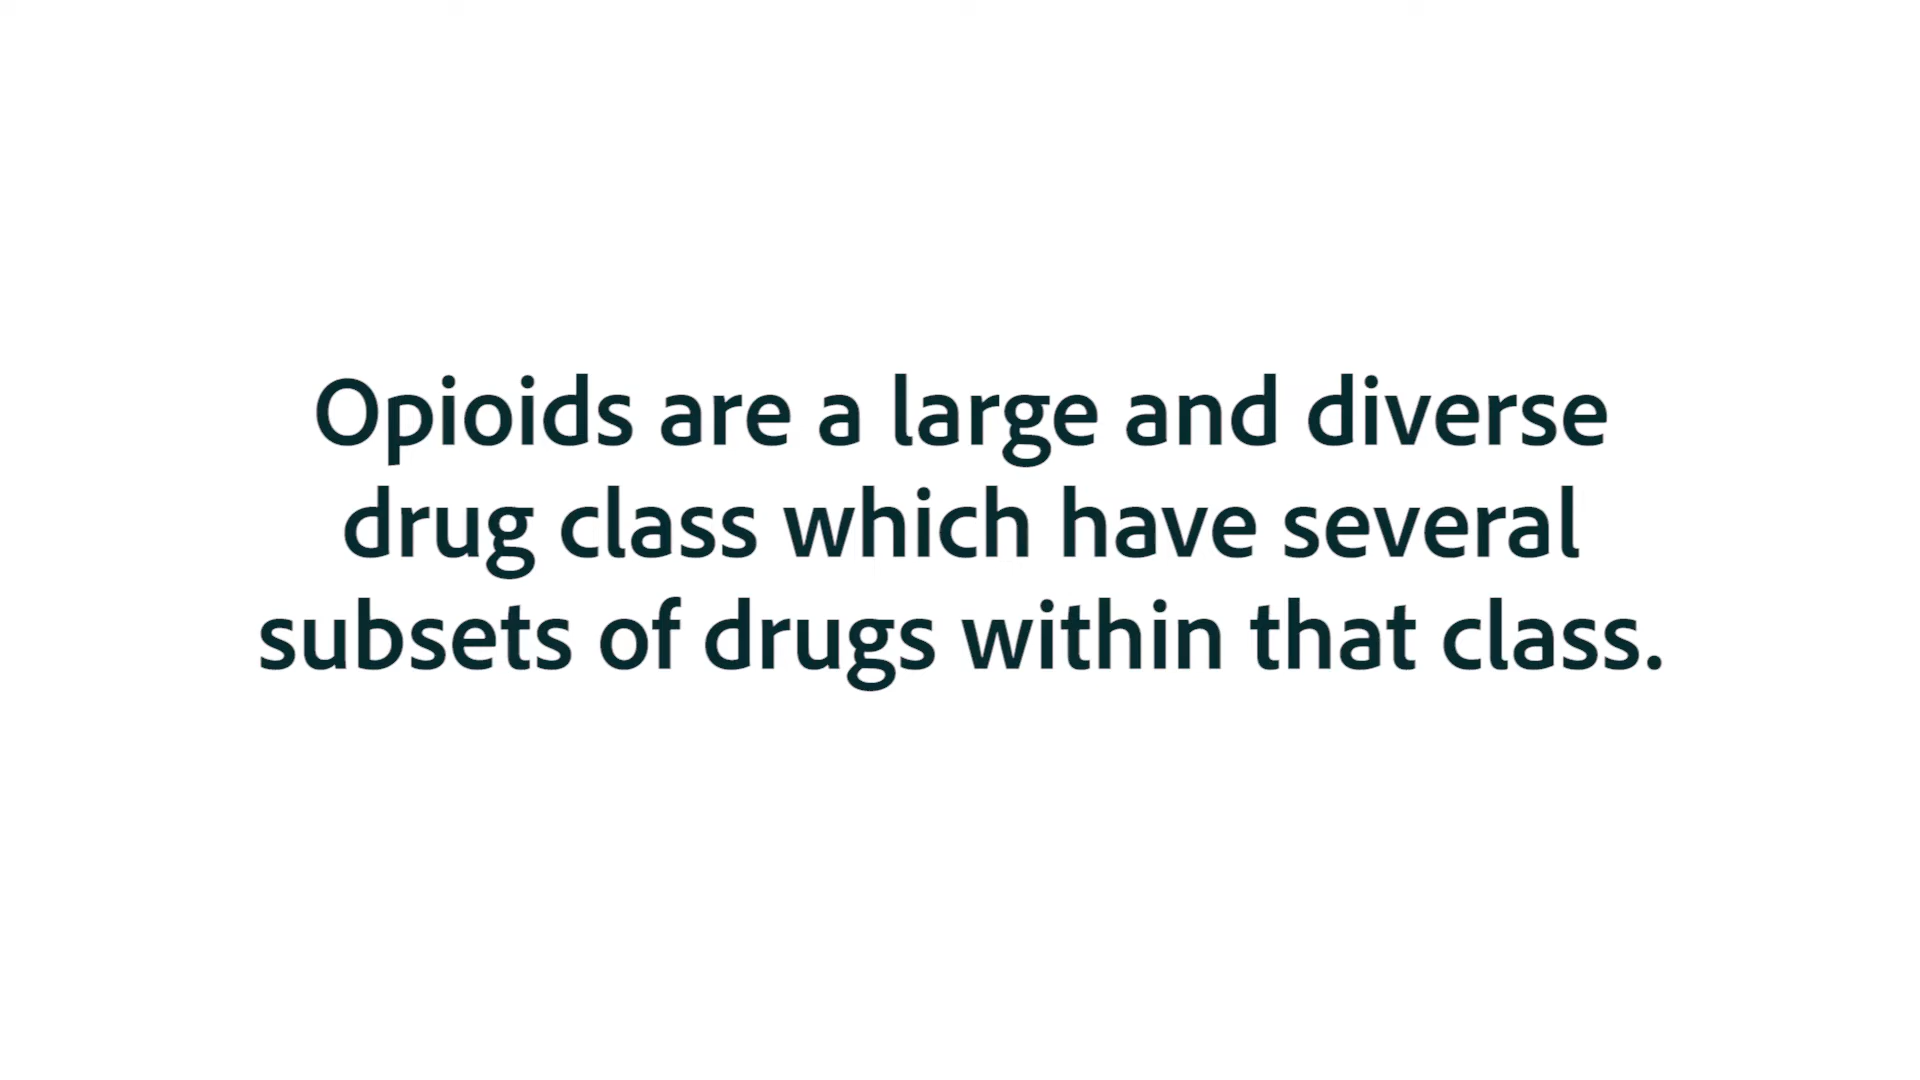 Opioids are a large and diverse
drug class which have several
subsets of drugs within that class.